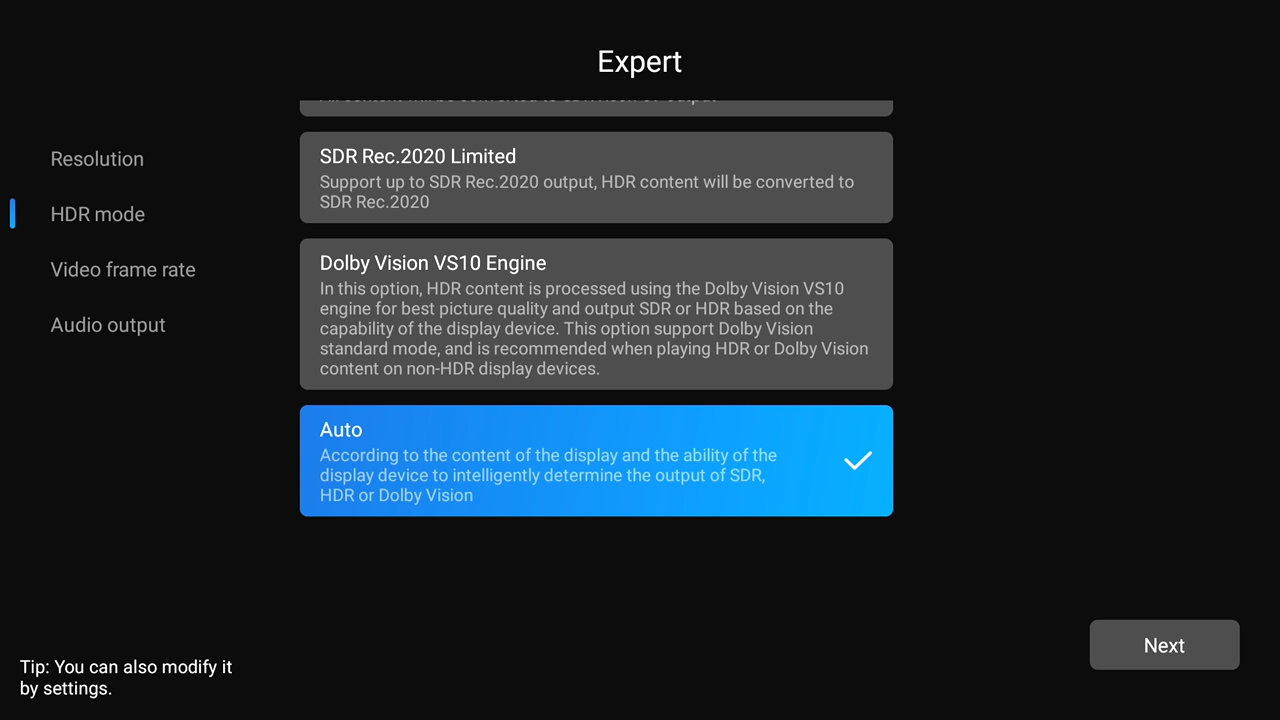 Expert
Resolution
HDR mode
Video frame rate
Audio output
SDR Rec.2020 Limited
Support up to SDR Rec.2020 output, HDR content will be converted to
SDR Rec.2020
Dolby Vision VS10 Engine
In this option, HDR content is processed using the Dolby Vision VS10
engine for best picture quality and output SDR or HDR based on the
capability of the display device. This option support Dolby Vision
standard mode, and is recommended when playing HDR or Dolby Vision
content on non-HDR display devices.
Auto
According to the content of the display and the ability of the
display device to intelligently determine the output of SDR,
HDR or Dolby Vision
Next
Tip: You can also modify it
by settings.